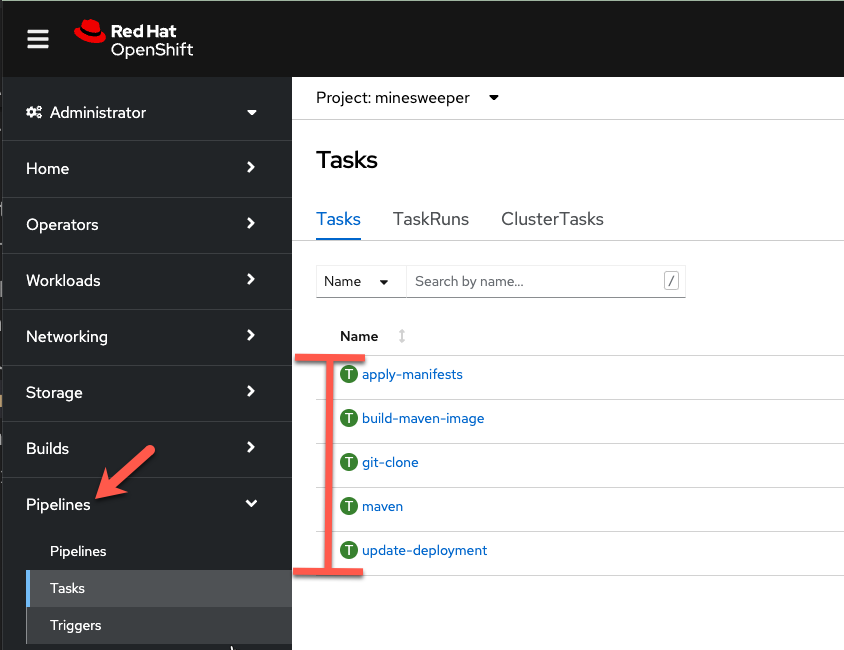 Red Hat
OpenShift
Administrator
Home
Operators
Workloads
Networking
Storage
Builds
Pipelines
Pipelines
Tasks
Triggers
Project: minesweeper
Tasks
Tasks TaskRuns ClusterTasks
Name Search by name... /
Name
T apply-manifests
T build-maven-image
T git-clone
T maven
T update-deployment